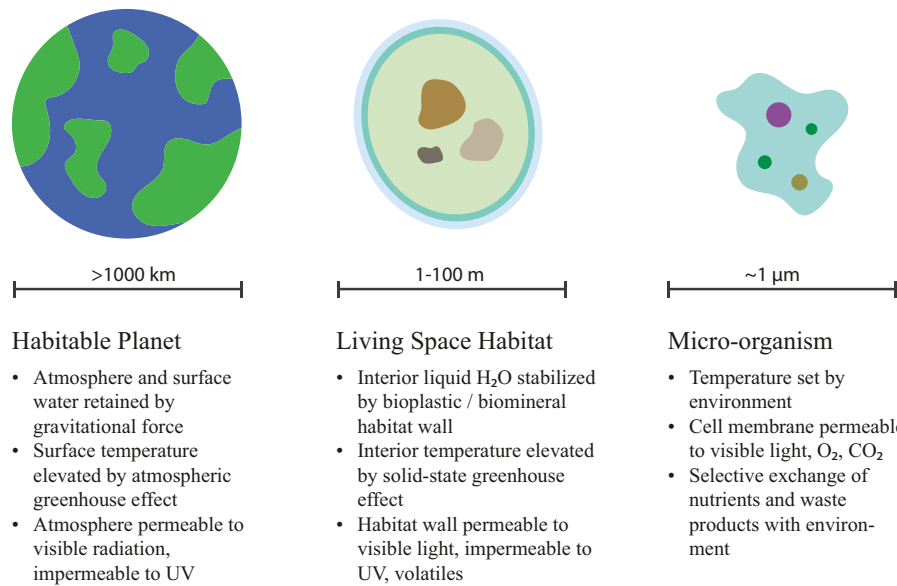 >1000 km
1-100 m
~1 μm
Habitable Planet
• Atmosphere and surface
water retained by
gravitational force
• Surface temperature
elevated by atmospheric
greenhouse effect
• Atmosphere permeable to
visible radiation,
impermeable to UV
Living Space Habitat
• Interior liquid H₂O stabilized
by bioplastic / biomineral
habitat wall
• Interior temperature elevated
by solid-state greenhouse
effect
• Habitat wall permeable to
visible light, impermeable to
UV, volatiles
Micro-organism
• Temperature set by
environment
• Cell membrane permeable
to visible light, O₂, CO₂
• Selective exchange of
nutrients and waste
products with environ-
ment